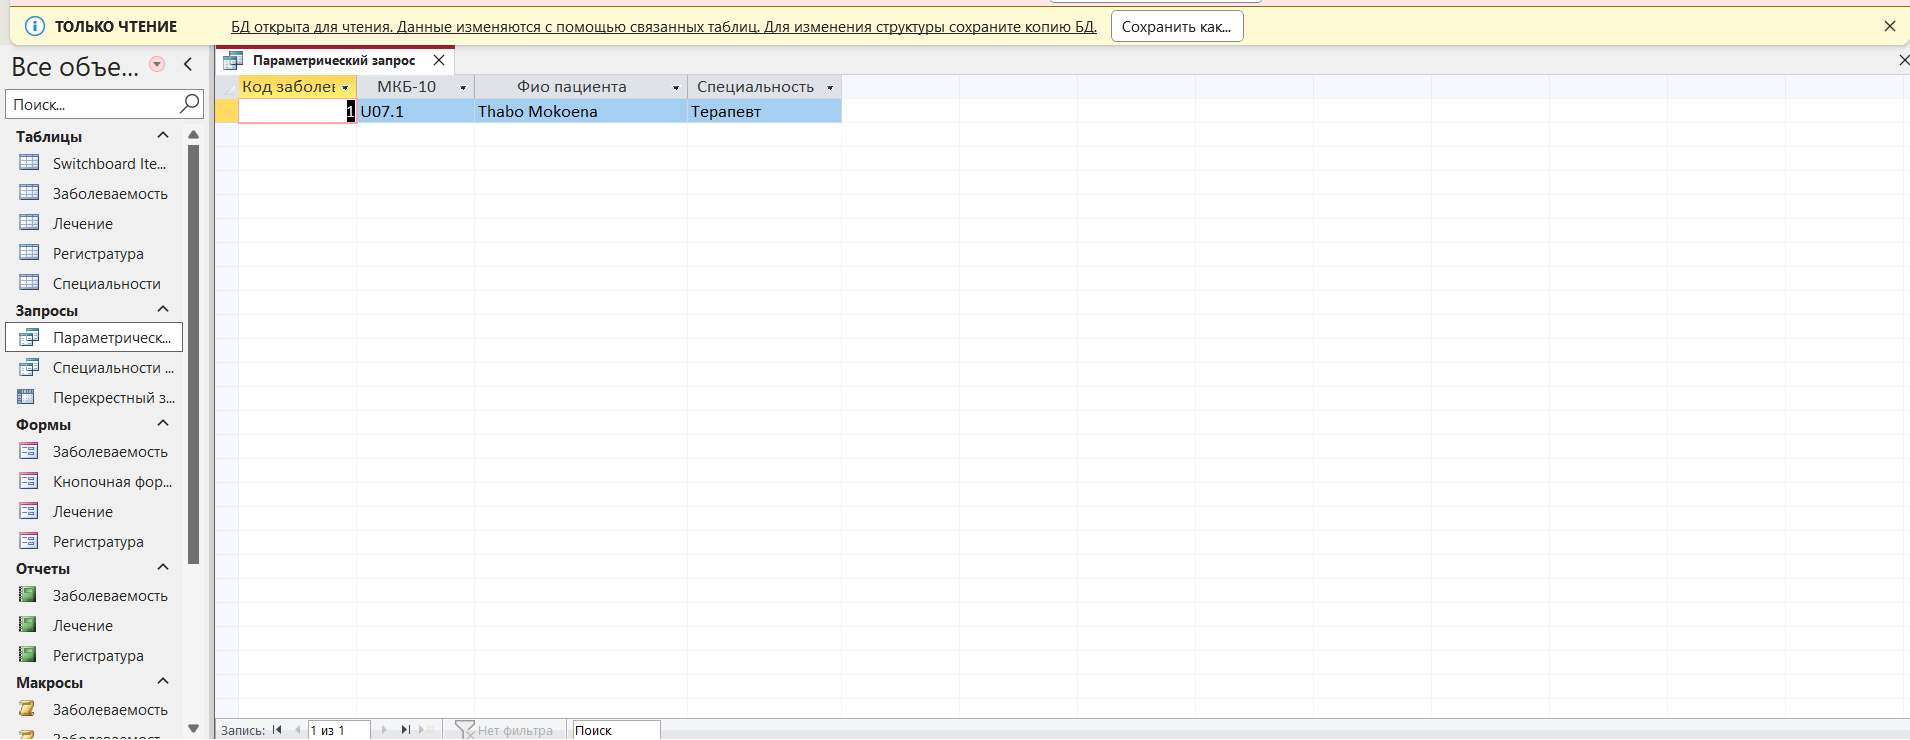 ТОЛЬКО ЧТЕНИЕ БД открыта для чтения. Данные изменяются с помощью связанных таблиц. Для изменения структуры сохраните копию БД. Сохранить как...
Все объе...
Поиск...
Таблицы
Switchboard Ite...
Заболеваемость
Лечение
Регистратура
Специальности
Запросы
Параметрическ...
Специальности ...
Перекрестный з...
Формы
Заболеваемость
Кнопочная фор...
Лечение
Регистратура
Отчеты
Заболеваемость
Лечение
Регистратура
Макросы
Заболеваемость
Заболеваемост
Параметрический запрос
Код заболев МКБ-10 Фио пациента Специальность
1 U07.1 Thabo Mokoena Терапевт
Запись: 1 из 1 Нет фильтра Поиск